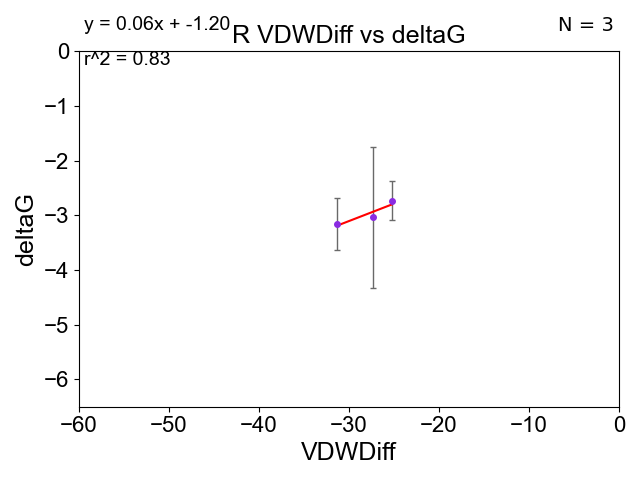 y = 0.06x + -1.20
N = 3
R VDWDiff vs deltaG
r^2 = 0.83
0
−1
−2
−3
−4
−5
−6
deltaG
−60 −50 −40 −30 −20 −10 0
VDWDiff